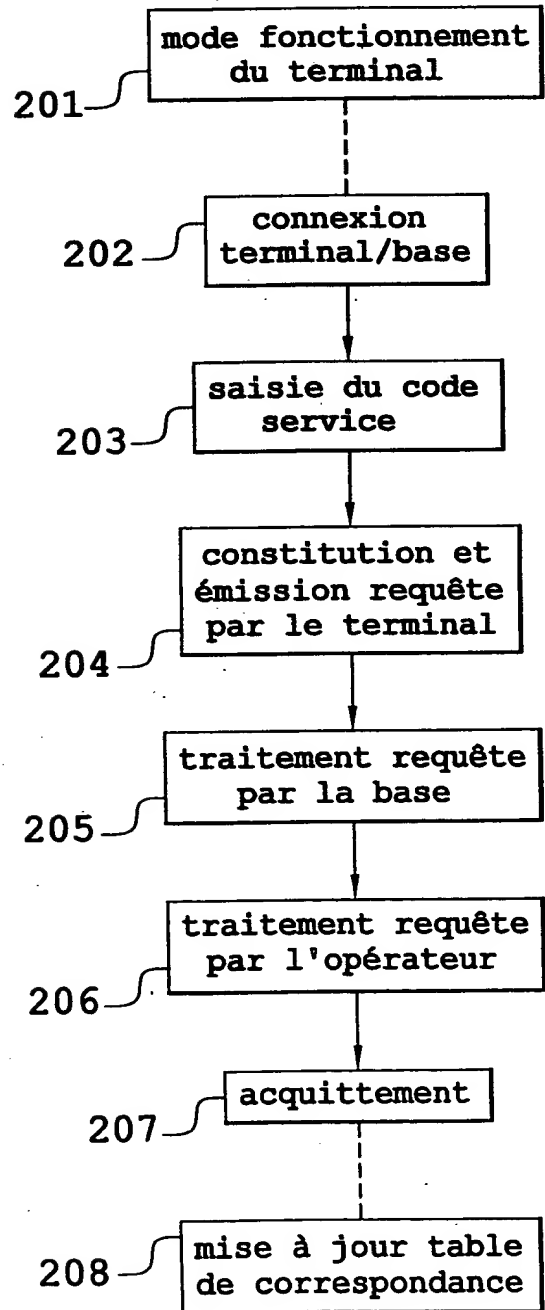 mode fonctionnement
du terminal
201
connexion
terminal/base
202
saisie du code
service
203
constitution et
émission requête
par le terminal
204
traitement requête
par la base
205
traitement requête
par l'opérateur
206
acquittement
207
mise à jour table
de correspondance
208